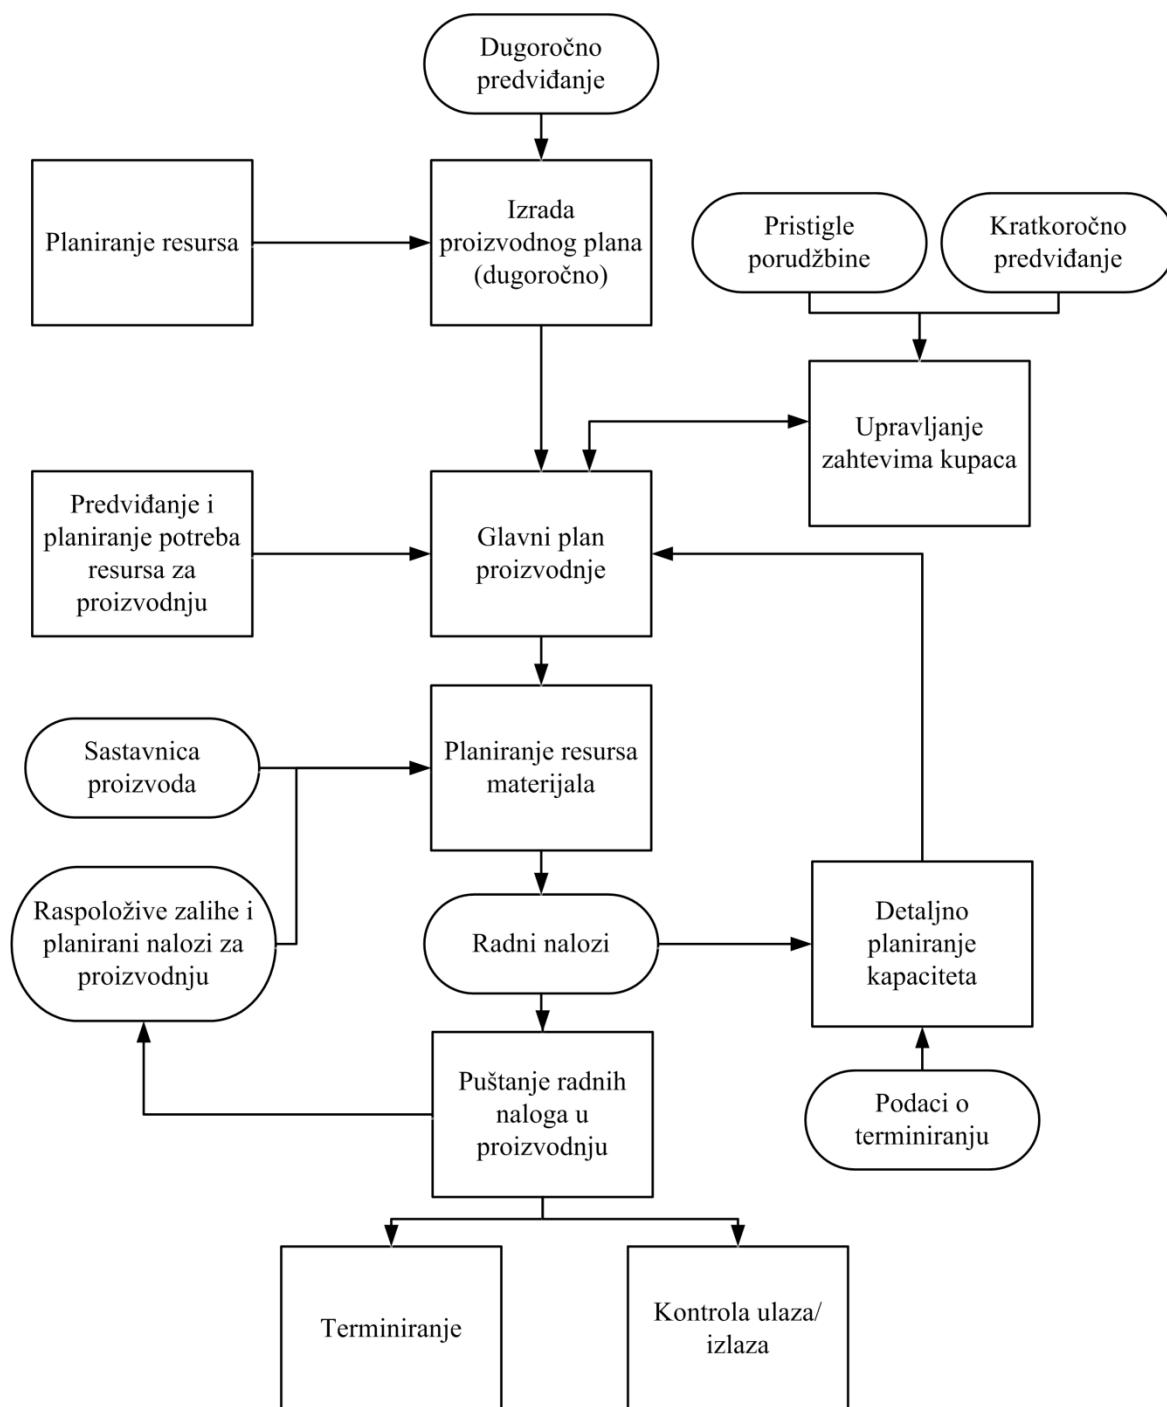 Dugoročno
predviđanje
Planiranje resursa
Izrada
proizvodnog plana
(dugoročno)
Pristigle
porudžbine
Kratkoročno
predviđanje
Upravljanje
zahtevima kupaca
Predviđanje i
planiranje potreba
resursa za
proizvodnju
Glavni plan
proizvodnje
Sastavnica
proizvoda
Planiranje resursa
materijala
Raspoložive zalihe i
planirani nalozi za
proizvodnju
Radni nalozi
Detaljno
planiranje
kapaciteta
Puštanje radnih
naloga u
proizvodnju
Podaci o
terminiranju
Terminiranje
Kontrola ulaza/
izlaza